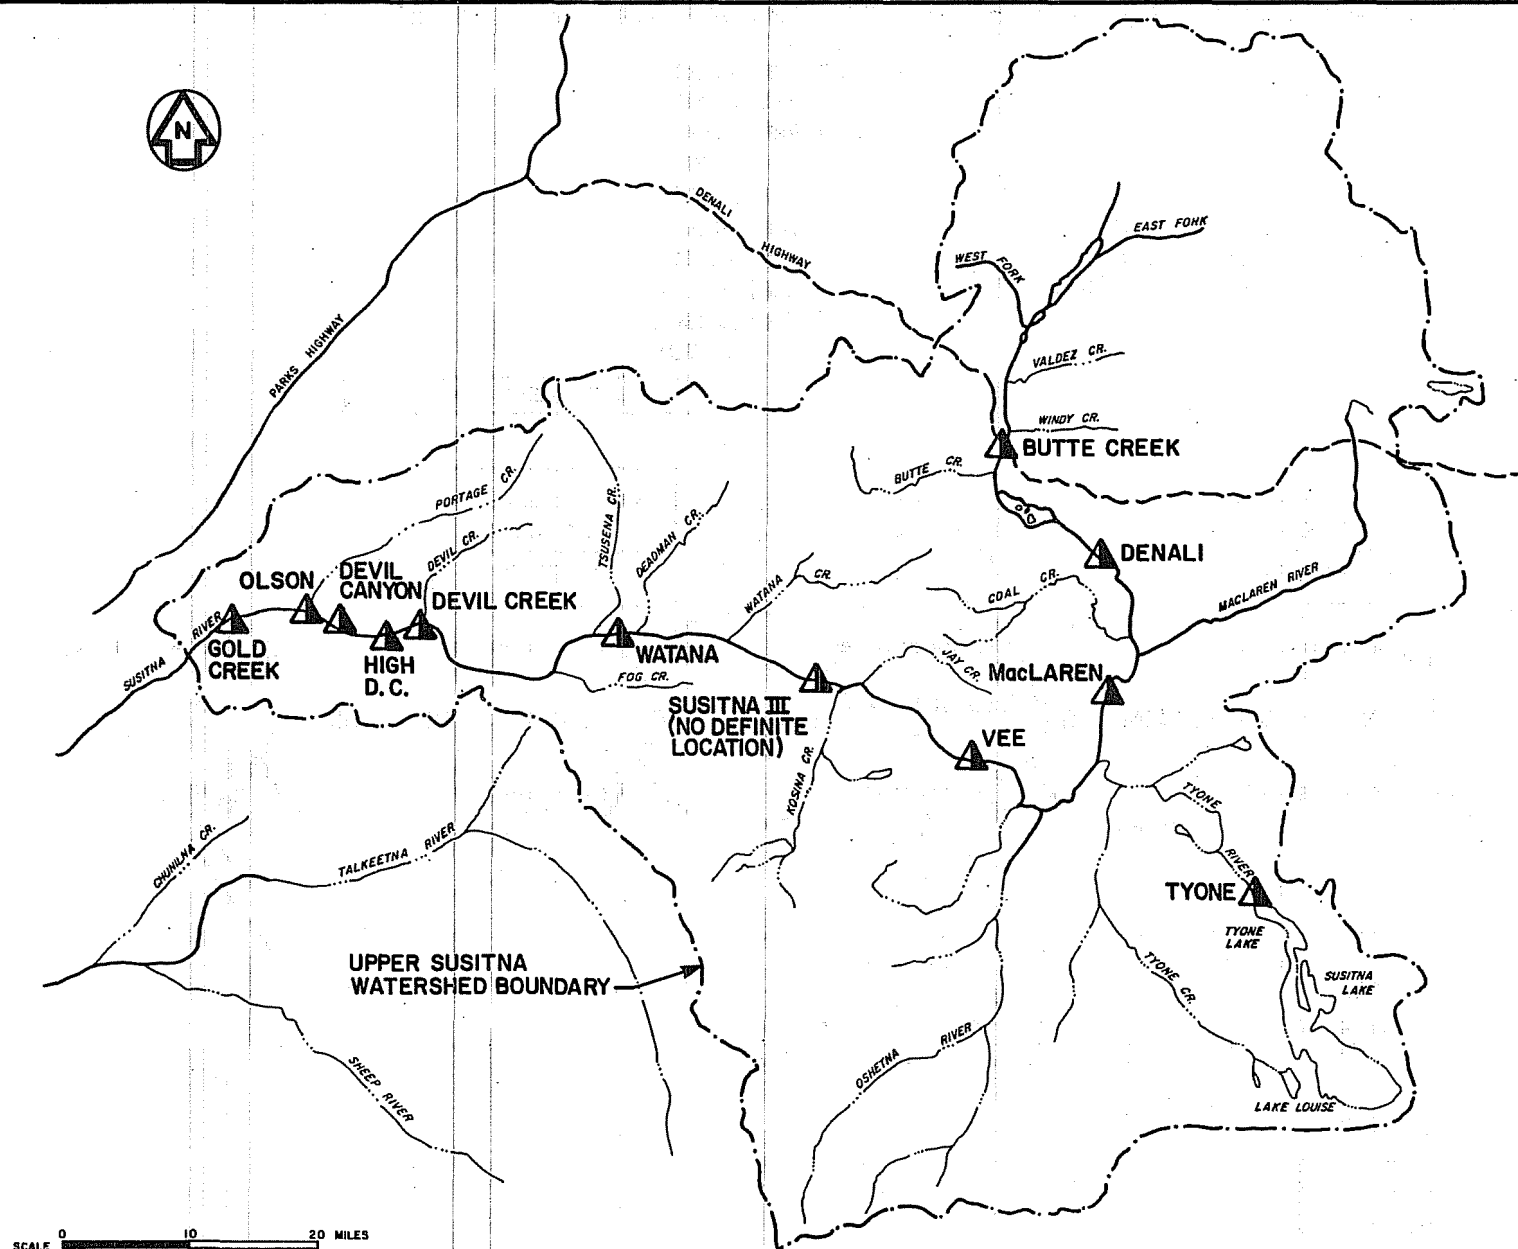 N
DENALI
HIGHWAY
EAST FORK
WEST FORK
PARKS HIGHWAY
VALDEZ CR.
WINDY CR.
BUTTE CREEK
BUTTE CR.
PORTAGE CR.
TSUSENA CR.
DEADMAN CR.
DEVIL CR.
DENALI
OLSON
DEVIL
CANYON
DEVIL CREEK
WATANA CR.
COAL CR.
MACLAREN RIVER
SUSITNA RIVER
GOLD
CREEK
HIGH
D.C.
WATANA
FOG CR.
JAY CR.
MacLAREN
SUSITNA III
(NO DEFINITE
LOCATION)
VEE
KOSINA CR.
TYONE
RIVER
CHUNILNA CR.
TALKEETNA RIVER
TYONE
TYONE
LAKE
UPPER SUSITNA
WATERSHED BOUNDARY
TYONE CR.
SUSITNA
LAKE
OSHETNA RIVER
SHEEP RIVER
LAKE LOUISE
SCALE 0 10 20 MILES